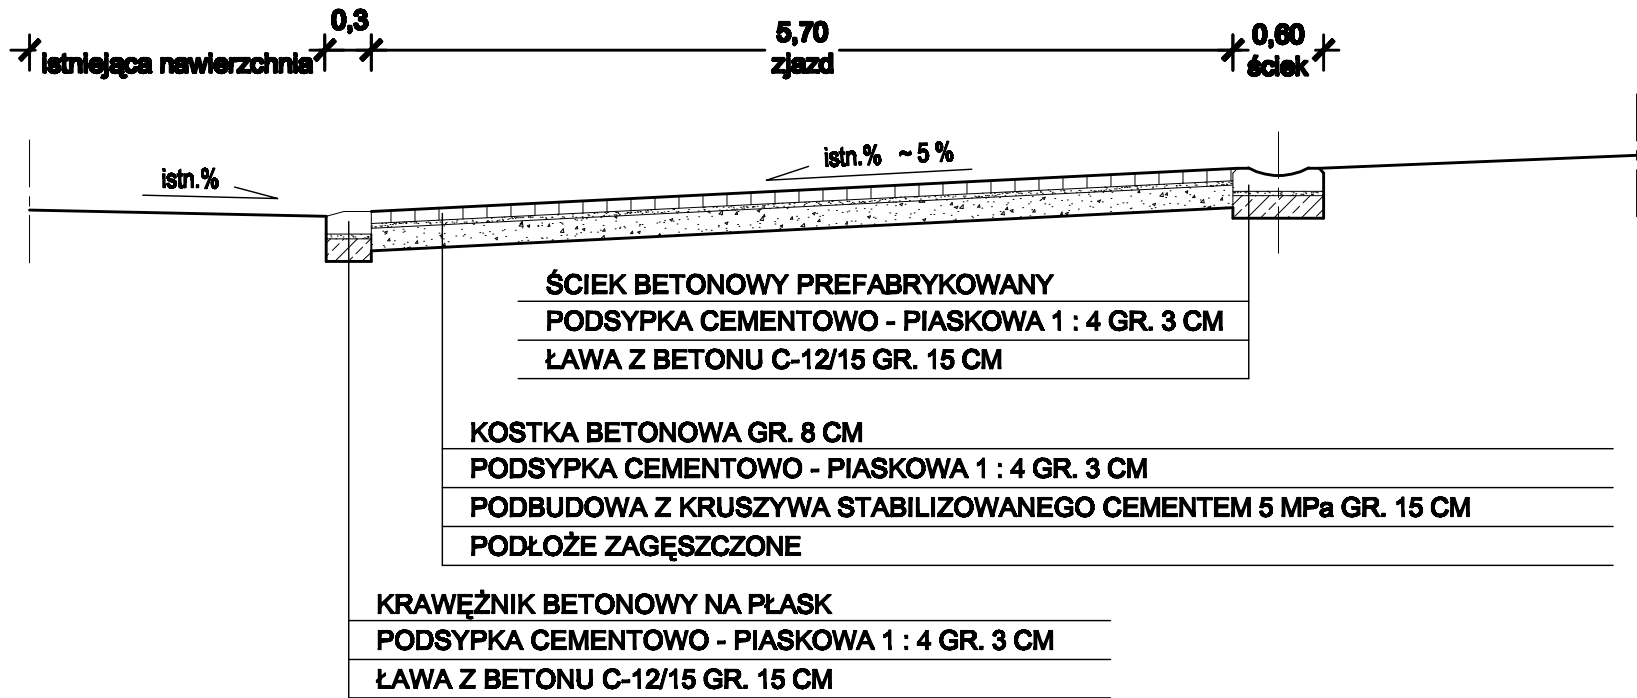 0,3
5,70
0,60
istniejąca nawierzchnia
zjazd
ściek
istn.% ~ 5 %
istn.%
ŚCIEK BETONOWY PREFABRYKOWANY
PODSYPKA CEMENTOWO - PIASKOWA 1 : 4 GR. 3 CM
ŁAWA Z BETONU C-12/15 GR. 15 CM
KOSTKA BETONOWA GR. 8 CM
PODSYPKA CEMENTOWO - PIASKOWA 1 : 4 GR. 3 CM
PODBUDOWA Z KRUSZYWA STABILIZOWANEGO CEMENTEM 5 MPa GR. 15 CM
PODŁOŻE ZAGĘSZCZONE
KRAWĘŻNIK BETONOWY NA PŁASK
PODSYPKA CEMENTOWO - PIASKOWA 1 : 4 GR. 3 CM
ŁAWA Z BETONU C-12/15 GR. 15 CM